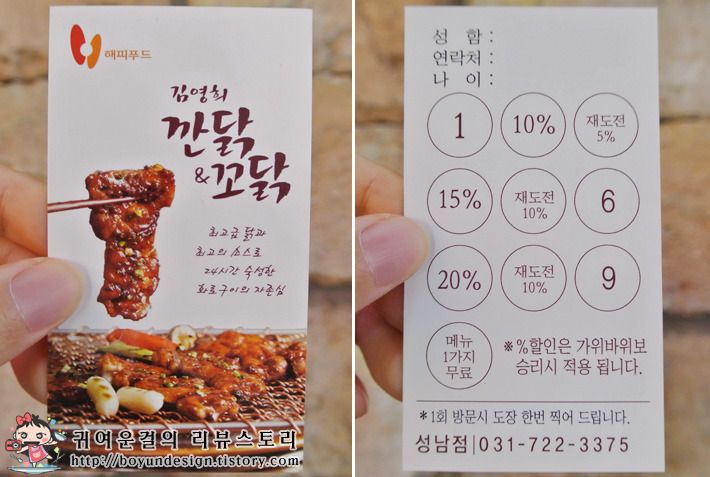 해피푸드
김영희
깐닭
&꼬닭
최고급 닭과
최고의 소스로
24시간 숙성한
화로구이의 자존심
귀여운걸의 리뷰스토리
http://boyundesign.tistory.com
성 함 :
연락처 :
나 이 :
1
10%
재도전
5%
15%
재도전
10%
6
20%
재도전
10%
9
메뉴
1가지
무료
※%할인은 가위바위보
승리시 적용 됩니다.
*1회 방문시 도장 한번 찍어 드립니다.
성남점|031-722-3375